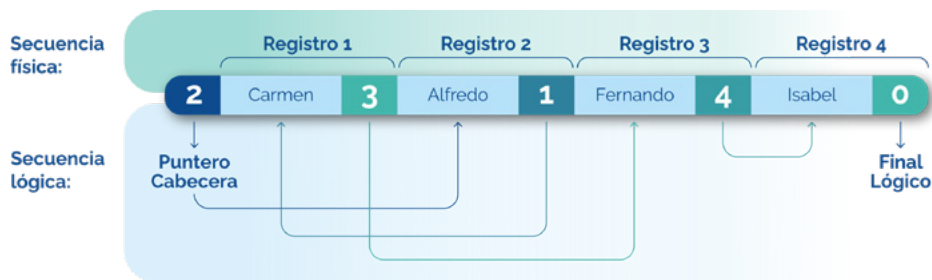 Secuencia
física:
Registro 1
Registro 2
Registro 3
Registro 4
2
Carmen
3
Alfredo
1
Fernando
4
Isabel
0
Secuencia
lógica:
Puntero
Cabecera
Final
Lógico